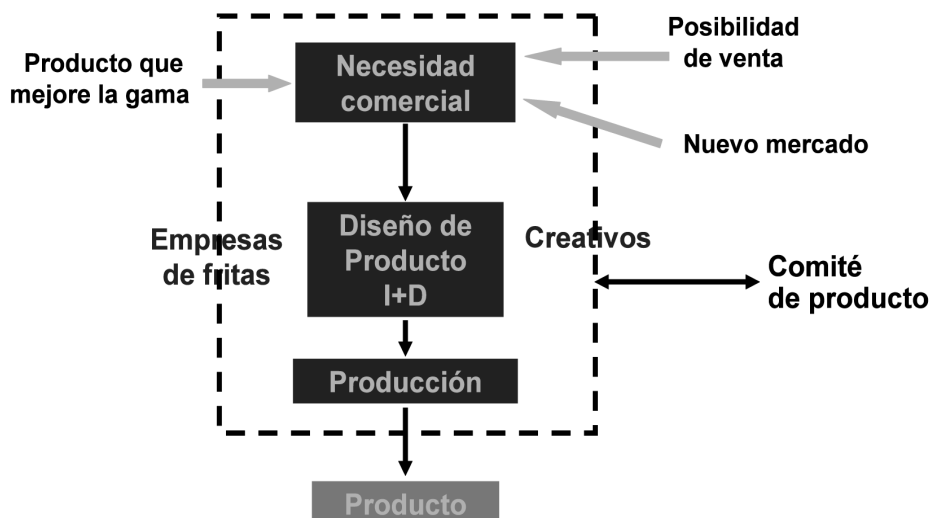 Posibilidad
de venta
Producto que
mejore la gama
Necesidad
comercial
Nuevo mercado
Empresas
de fritas
Diseño de
Producto
I+D
Creativos
Comité
de producto
Producción
Producto